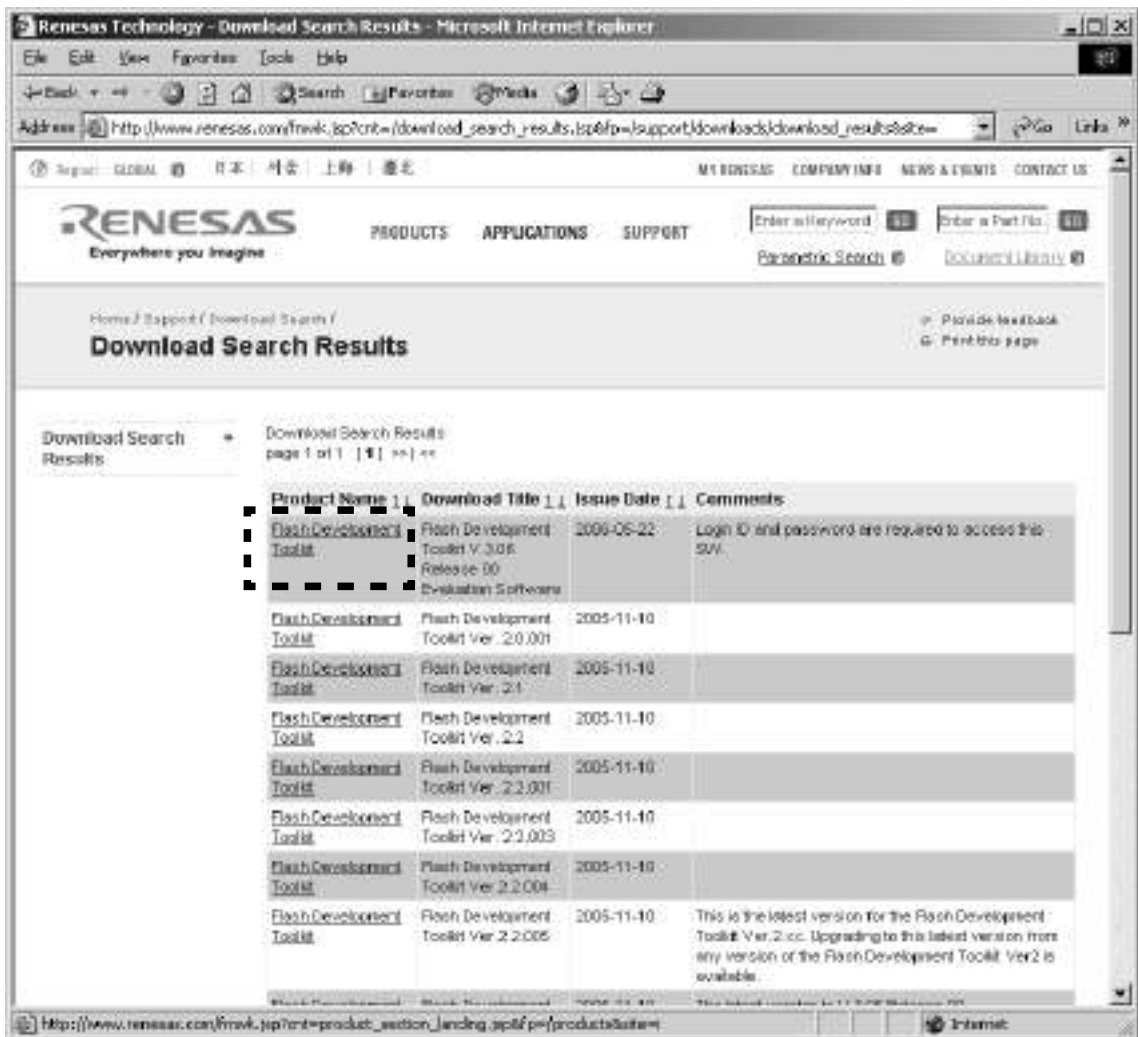 Renesas Technology - Download Search Results - Microsoft Internet Explorer
File Edit View Favorites Tools Help
Back Search Favorites Media
Address http://www.renesas.com/fmwk.jsp?cnt=/download_search_results.jsp&fp=/support/downloads/download_results&site= Go Links »
GLOBAL 日本 서울 上海 臺北
MY RENESAS COMPANY INFO NEWS & EVENTS CONTACT US
RENESAS
Everywhere you imagine
PRODUCTS APPLICATIONS SUPPORT
Enter a Keyword GO Enter a Part No. GO
Parametric Search Document Library
Home / Support / Download Search /
Download Search Results
Provide feedback
Print this page
Download Search
Results
Download Search Results
page 1 of 1 | 1 | >> | <<
Product Name ↑↓ Download Title ↑↓ Issue Date ↑↓ Comments
Flash Development Flash Development 2006-05-22 Login ID and password are required to access this
Toolkit Toolkit V.3.06 SW.
Release 00
Evaluation Software
Flash Development Flash Development 2005-11-10
Toolkit Toolkit Ver. 2.0.001
Flash Development Flash Development 2005-11-10
Toolkit Toolkit Ver. 2.1
Flash Development Flash Development 2005-11-10
Toolkit Toolkit Ver. 2.2
Flash Development Flash Development 2005-11-10
Toolkit Toolkit Ver. 2.2.001
Flash Development Flash Development 2005-11-10
Toolkit Toolkit Ver. 2.2.003
Flash Development Flash Development 2005-11-10
Toolkit Toolkit Ver.2.2.004
Flash Development Flash Development 2005-11-10 This is the latest version for the Flash Development
Toolkit Toolkit Ver.2.2.005 Toolkit Ver.2.xx. Upgrading to this latest version from
any version of the Flash Development Toolkit Ver2 is
available.
http://www.renesas.com/fmwk.jsp?cnt=product_section_landing.jsp&fp=/products&site=i Internet